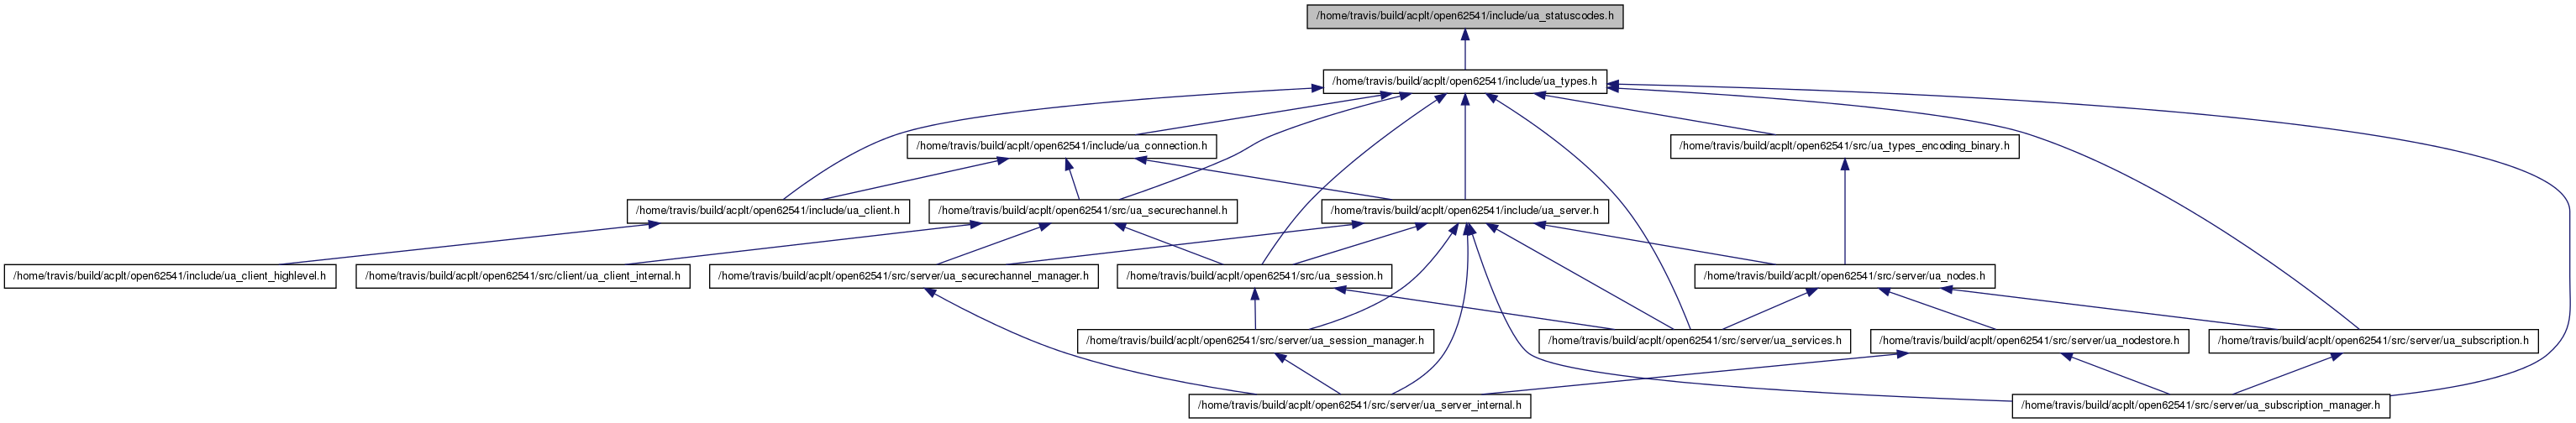 /home/travis/build/acplt/open62541/include/ua_statuscodes.h
/home/travis/build/acplt/open62541/include/ua_types.h
/home/travis/build/acplt/open62541/include/ua_connection.h
/home/travis/build/acplt/open62541/src/ua_types_encoding_binary.h
/home/travis/build/acplt/open62541/include/ua_client.h
/home/travis/build/acplt/open62541/src/ua_securechannel.h
/home/travis/build/acplt/open62541/include/ua_server.h
/home/travis/build/acplt/open62541/include/ua_client_highlevel.h
/home/travis/build/acplt/open62541/src/client/ua_client_internal.h
/home/travis/build/acplt/open62541/src/server/ua_securechannel_manager.h
/home/travis/build/acplt/open62541/src/ua_session.h
/home/travis/build/acplt/open62541/src/server/ua_nodes.h
/home/travis/build/acplt/open62541/src/server/ua_session_manager.h
/home/travis/build/acplt/open62541/src/server/ua_services.h
/home/travis/build/acplt/open62541/src/server/ua_nodestore.h
/home/travis/build/acplt/open62541/src/server/ua_subscription.h
/home/travis/build/acplt/open62541/src/server/ua_server_internal.h
/home/travis/build/acplt/open62541/src/server/ua_subscription_manager.h